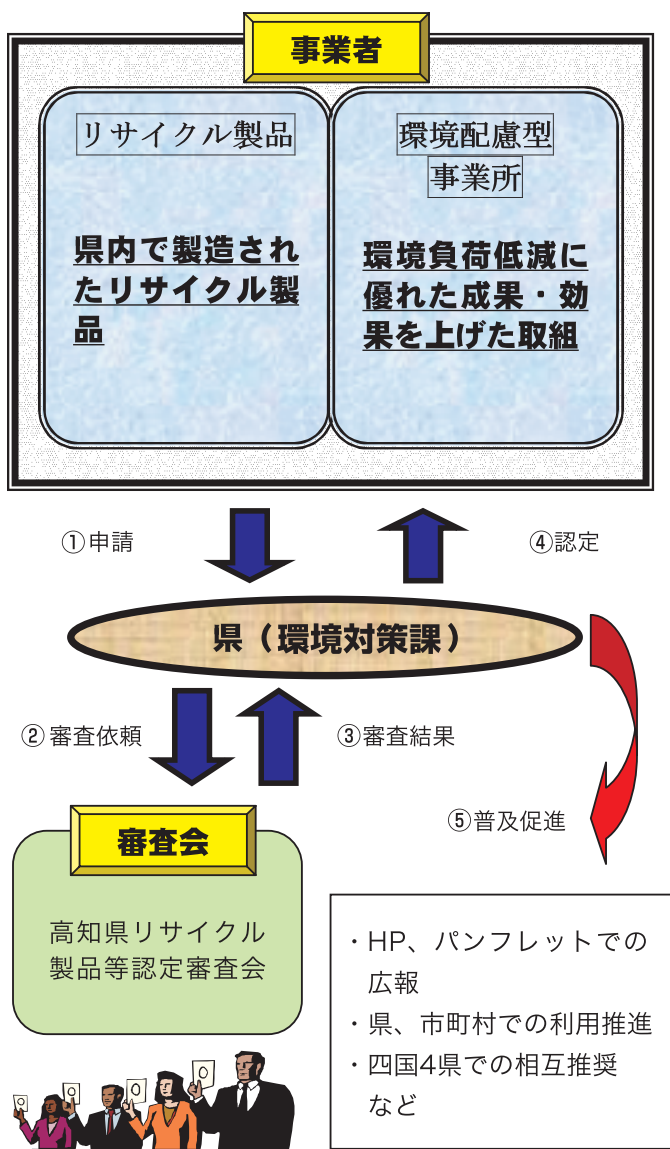 事業者
リサイクル製品
県内で製造され
たリサイクル製
品
環境配慮型
事業所
環境負荷低減に
優れた成果・効
果を上げた取組
①申請
④認定
県（環境対策課）
②審査依頼
③審査結果
⑤普及促進
審査会
高知県リサイクル
製品等認定審査会
・HP、パンフレットでの
広報
・県、市町村での利用推進
・四国4県での相互推奨
など